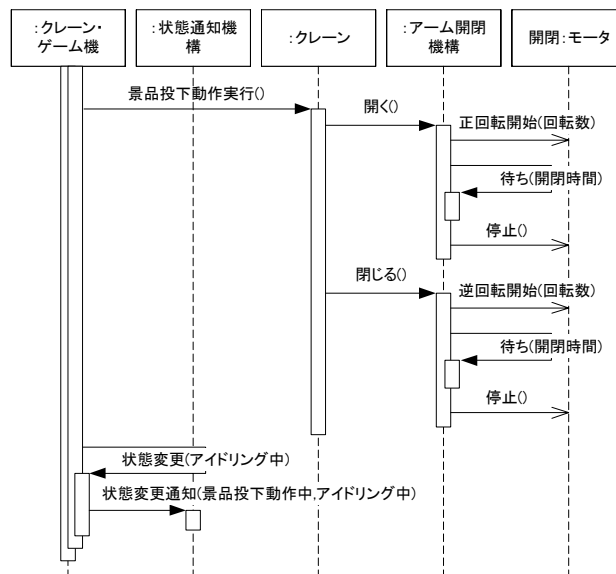 :クレーン・
ゲーム機
:状態通知機
構
:クレーン
:アーム開閉
機構
開閉:モータ
景品投下動作実行()
開く()
正回転開始(回転数)
待ち(開閉時間)
停止()
閉じる()
逆回転開始(回転数)
待ち(開閉時間)
停止()
状態変更(アイドリング中)
状態変更通知(景品投下動作中,アイドリング中)